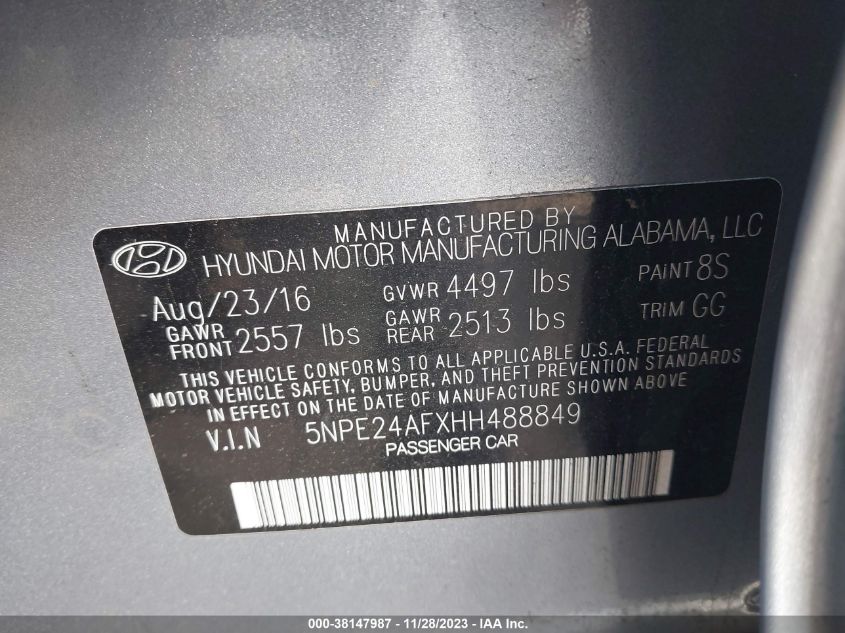 MANUFACTURED BY
HYUNDAI MOTOR MANUFACTURING ALABAMA, LLC
Aug/23/16 GVWR 4497 lbs PAINT 8S
GAWR FRONT 2557 lbs GAWR REAR 2513 lbs TRIM GG
THIS VEHICLE CONFORMS TO ALL APPLICABLE U.S.A. FEDERAL
MOTOR VEHICLE SAFETY, BUMPER, AND THEFT PREVENTION STANDARDS
IN EFFECT ON THE DATE OF MANUFACTURE SHOWN ABOVE
V.I.N 5NPE24AFXHH488849
PASSENGER CAR
000-38147987 - 11/28/2023 - IAA Inc.